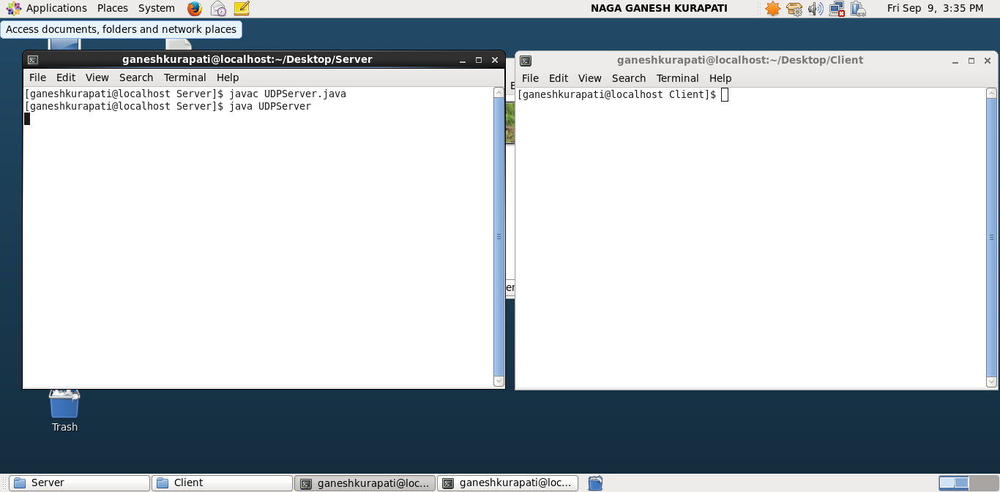 Applications Places System NAGA GANESH KURAPATI Fri Sep 9, 3:35 PM
Access documents, folders and network places
ganeshkurapati@localhost:~/Desktop/Server
File Edit View Search Terminal Help
[ganeshkurapati@localhost Server]$ javac UDPServer.java
[ganeshkurapati@localhost Server]$ java UDPServer
ganeshkurapati@localhost:~/Desktop/Client
File Edit View Search Terminal Help
[ganeshkurapati@localhost Client]$
Trash
Server Client ganeshkurapati@loc... ganeshkurapati@loc...